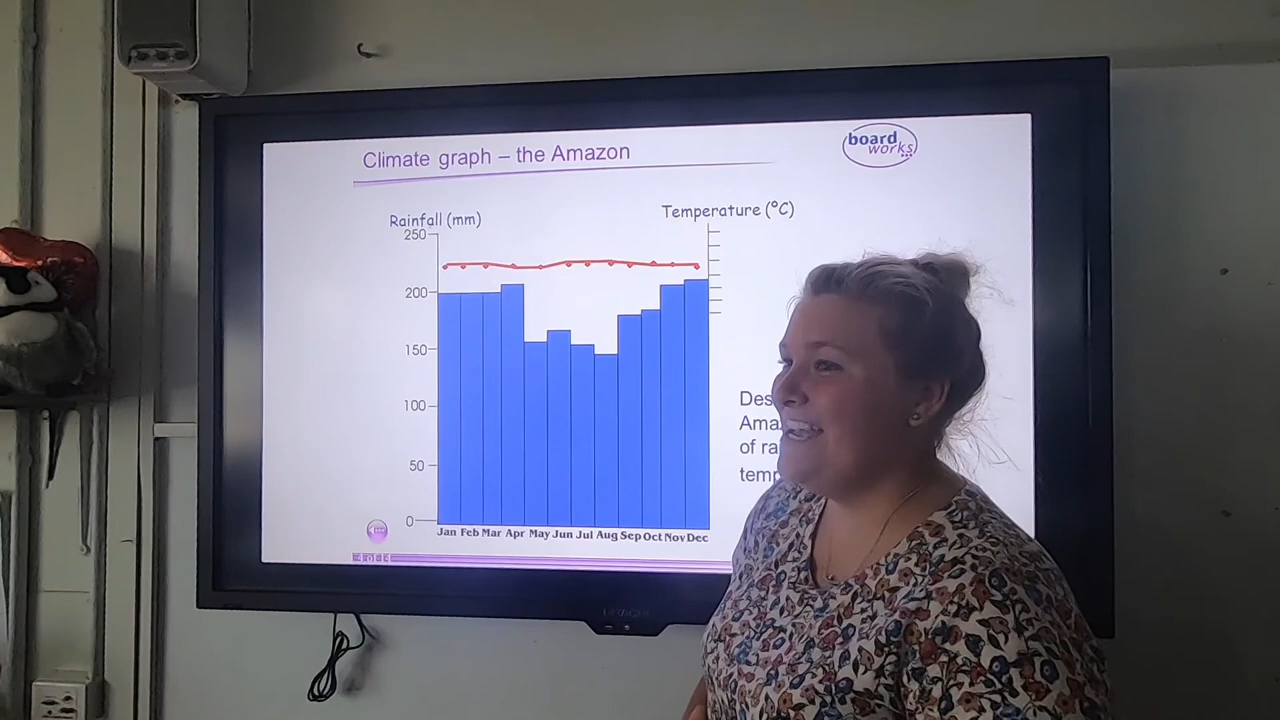 Climate graph – the Amazon
board
works
Rainfall (mm)
Temperature (°C)
250
200
150
100
50
0
Jan Feb Mar Apr May Jun Jul Aug Sep Oct Nov Dec
Des
Ama
of ra
temp
HITACHI